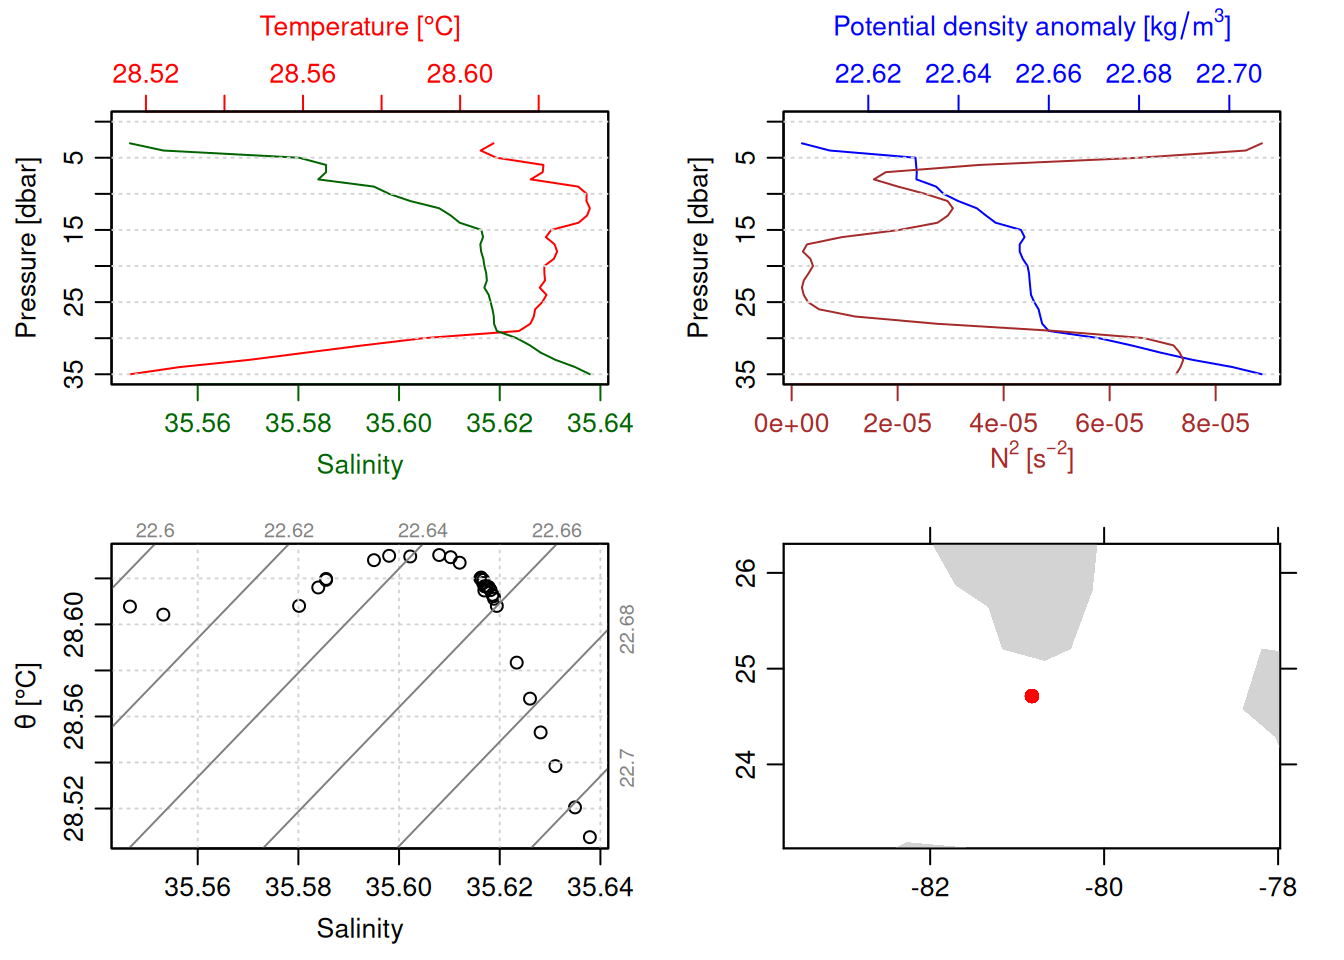 Temperature [°C]
28.52 28.56 28.60
Pressure [dbar]
5 15 25 35
35.56 35.58 35.60 35.62 35.64
Salinity
Potential density anomaly [kg/m³]
22.62 22.64 22.66 22.68 22.70
Pressure [dbar]
5 15 25 35
0e+00 2e-05 4e-05 6e-05 8e-05
N² [s⁻²]
22.6 22.62 22.64 22.66
22.68
22.7
θ [°C]
28.60
28.56
28.52
35.56 35.58 35.60 35.62 35.64
Salinity
26
25
24
-82 -80 -78